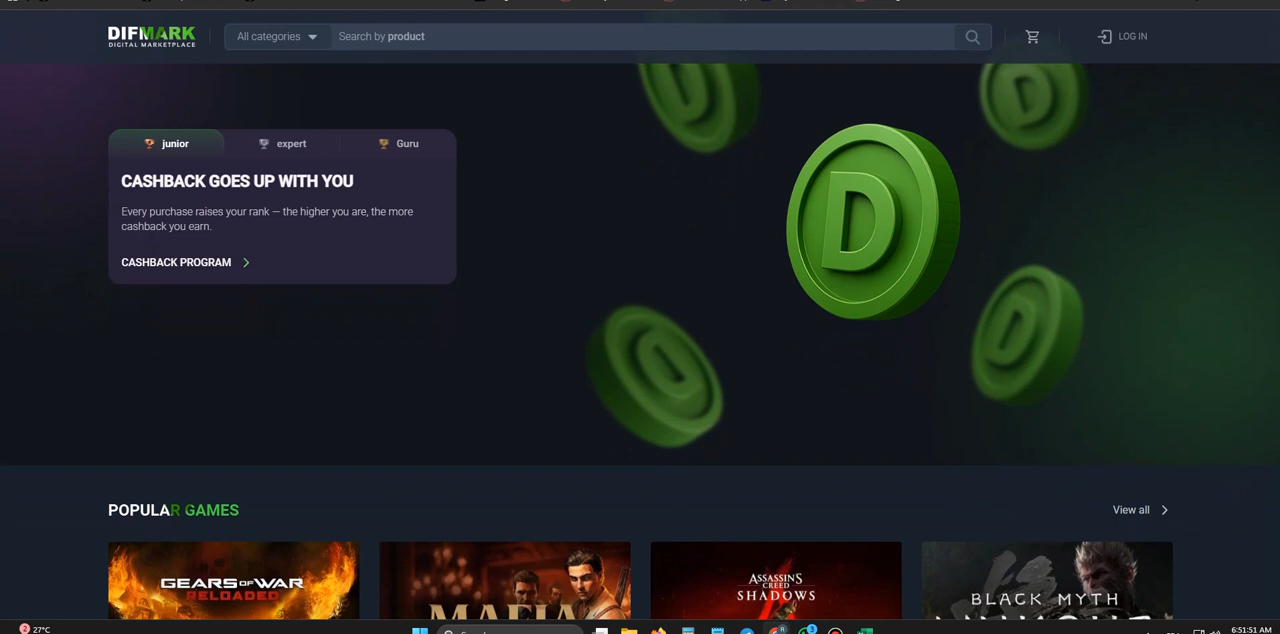 DIFMARK
DIGITAL MARKETPLACE
All categories
Search by product
LOG IN
junior
expert
Guru
CASHBACK GOES UP WITH YOU
Every purchase raises your rank — the higher you are, the more
cashback you earn.
CASHBACK PROGRAM
D
D
D
D
D
D
POPULAR GAMES
View all
GEARS OF WAR
RELOADED
MAFIA
ASSASSIN'S
CREED
SHADOWS
BLACK MYTH
2
27°C
6:51:51 AM